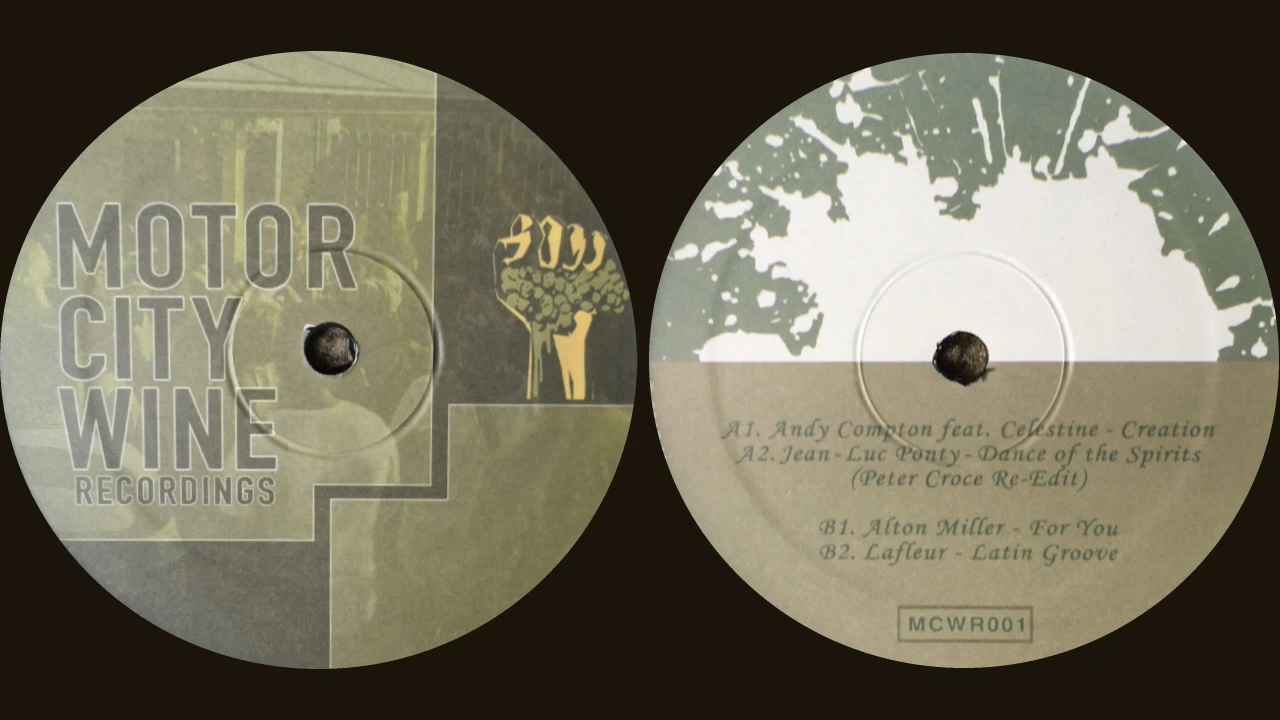 MOTOR
CITY
WINE
RECORDINGS
A1. Andy Compton feat. Celestine - Creation
A2. Jean-Luc Ponty - Dance of the Spirits
(Peter Croce Re-Edit)
B1. Alton Miller - For You
B2. Lafleur - Latin Groove
MCWR001